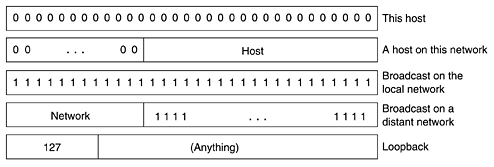 0 0 0 0 0 0 0 0 0 0 0 0 0 0 0 0 0 0 0 0 0 0 0 0 0 0 0 0 0 0 0 0 This host
0 0 ... 0 0 Host A host on this network
1 1 1 1 1 1 1 1 1 1 1 1 1 1 1 1 1 1 1 1 1 1 1 1 1 1 1 1 1 1 1 1 Broadcast on the
local network
Network 1 1 1 1 ... 1 1 1 1 Broadcast on a
distant network
127 (Anything) Loopback